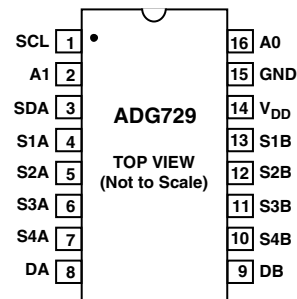 SCL 1
A1 2
SDA 3
S1A 4
S2A 5
S3A 6
S4A 7
DA 8
ADG729
TOP VIEW
(Not to Scale)
16 A0
15 GND
14 VDD
13 S1B
12 S2B
11 S3B
10 S4B
9 DB